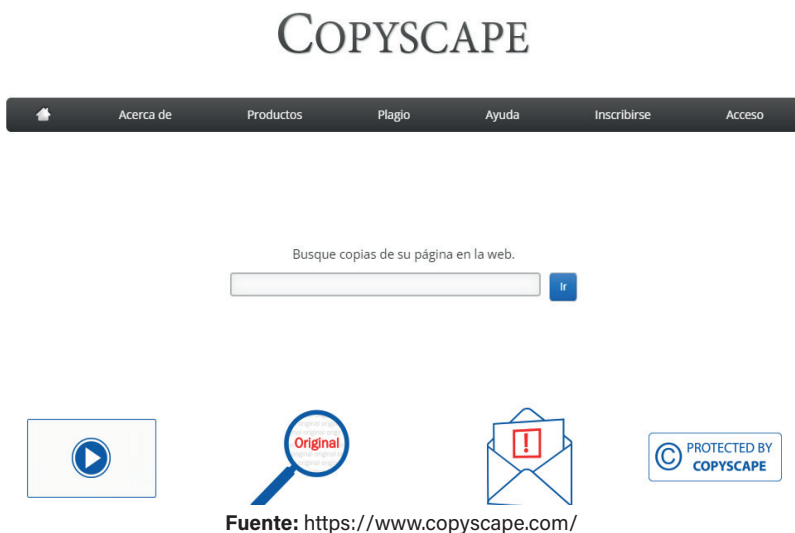 COPYSCAPE
Acerca de Productos Plagio Ayuda Inscribirse Acceso
Busque copias de su página en la web.
Ir
Original
!
© PROTECTED BY
COPYSCAPE
Fuente: https://www.copyscape.com/